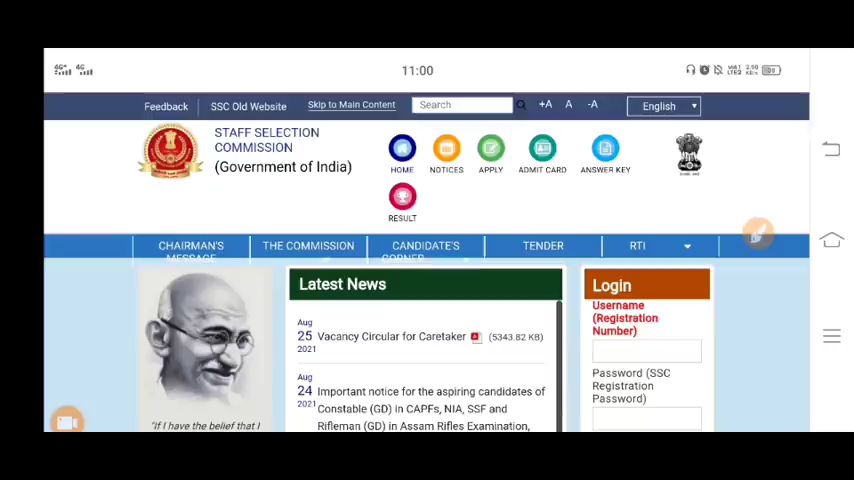 4G+ 4G 11:00
Feedback SSC Old Website Skip to Main Content Search +A A -A English
STAFF SELECTION
COMMISSION
(Government of India)
HOME NOTICES APPLY ADMIT CARD ANSWER KEY
RESULT
CHAIRMAN'S THE COMMISSION CANDIDATE'S TENDER RTI
MESSAGE CORNER
Latest News
Aug
25 Vacancy Circular for Caretaker (5343.82 KB)
2021
Aug
24 Important notice for the aspiring candidates of
2021 Constable (GD) in CAPFs, NIA, SSF and
Rifleman (GD) in Assam Rifles Examination,
Login
Username
(Registration
Number)
Password (SSC
Registration
Password)
"If I have the belief that I